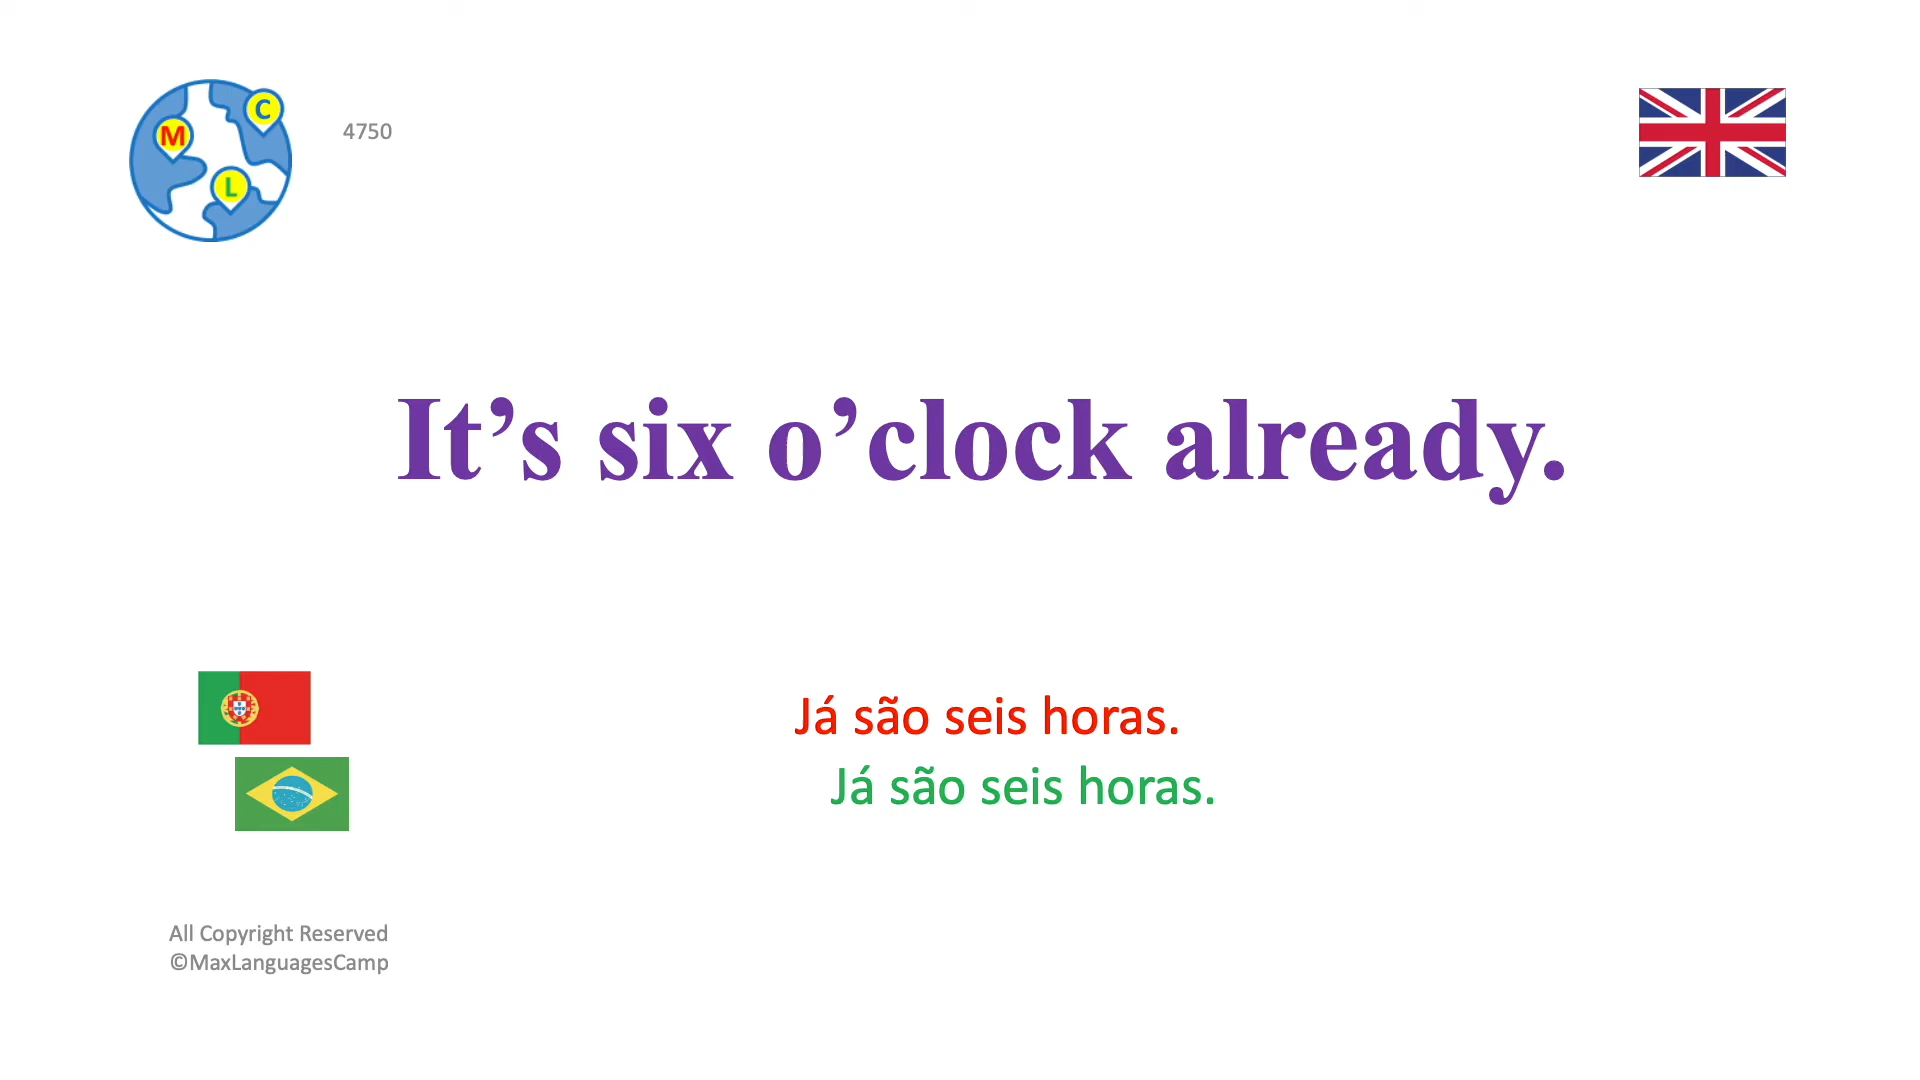 C
M
L
4750
It’s six o’clock already.
Já são seis horas.
Já são seis horas.
All Copyright Reserved
©MaxLanguagesCamp